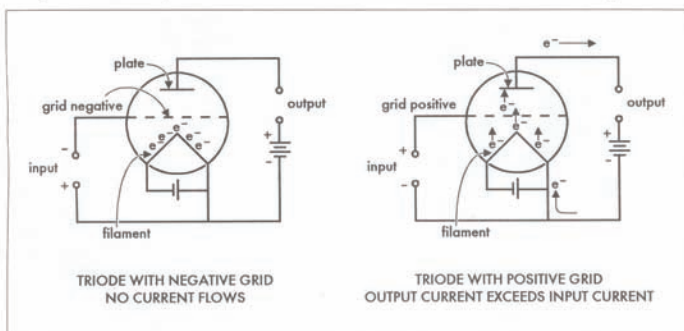 plate
grid negative
e⁻
e⁻ e⁻
e⁻ e⁻
-
input
+
filament
output
+
-
TRIODE WITH NEGATIVE GRID
NO CURRENT FLOWS
e⁻
plate
grid positive
e⁻
e⁻
e⁻ e⁻
+
input
-
filament
e⁻
output
+
-
TRIODE WITH POSITIVE GRID
OUTPUT CURRENT EXCEEDS INPUT CURRENT